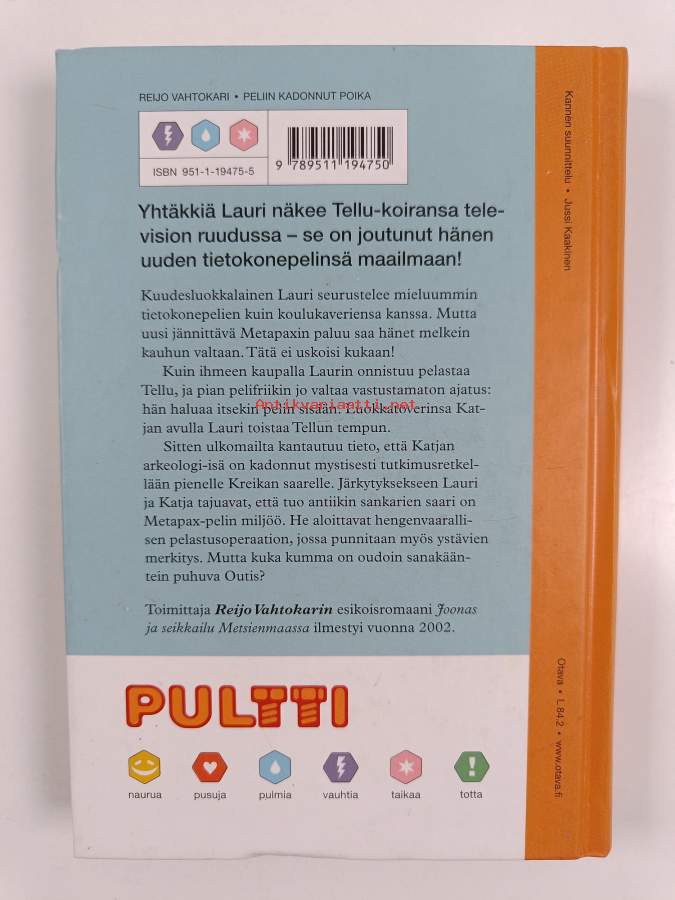 REIJO VAHTOKARI • PELIIN KADONNUT POIKA
ISBN 951-1-19475-5
9 789511 194750
Yhtäkkiä Lauri näkee Tellu-koiransa tele-
vision ruudussa – se on joutunut hänen
uuden tietokonepelinsä maailmaan!
Kuudesluokkalainen Lauri seurustelee mieluummin
tietokonepelien kuin koulukaveriensa kanssa. Mutta
uusi jännittävä Metapaxin paluu saa hänet melkein
kauhun valtaan. Tätä ei uskoisi kukaan!
Kuin ihmeen kaupalla Laurin onnistuu pelastaa
Tellu, ja pian pelifriikin jo valtaa vastustamaton ajatus:
hän haluaa itsekin pelin sisään. Luokkatoverinsa Kat-
jan avulla Lauri toistaa Tellun tempun.
Sitten ulkomailta kantautuu tieto, että Katjan
arkeologi-isä on kadonnut mystisesti tutkimusretkel-
lään pienelle Kreikan saarelle. Järkytyksekseen Lauri
ja Katja tajuavat, että tuo antiikin sankarien saari on
Metapax-pelin miljöö. He aloittavat hengenvaaralli-
sen pelastusoperaation, jossa punnitaan myös ystävien
merkitys. Mutta kuka kumma on oudoin sanakään-
tein puhuva Outis?
Toimittaja Reijo Vahtokarin esikoisromaani Joonas
ja seikkailu Metsienmaassa ilmestyi vuonna 2002.
Antikvariaatti.net
PULTTI
naurua pusuja pulmia vauhtia taikaa totta
Kannen suunnittelu • Jussi Kaakinen
Otava • L 84.2 • www.otava.fi